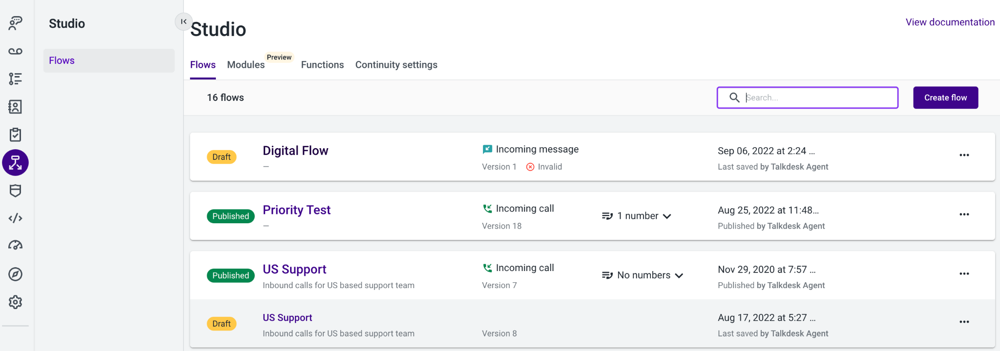 Studio
Flows
Studio
View documentation
Flows
Modules
Preview
Functions
Continuity settings
16 flows
Search...
Create flow
Draft
Digital Flow
—
Incoming message
Version 1
Invalid
Sep 06, 2022 at 2:24 ...
Last saved by Talkdesk Agent
Published
Priority Test
—
Incoming call
Version 18
1 number
Aug 25, 2022 at 11:48...
Published by Talkdesk Agent
Published
US Support
Inbound calls for US based support team
Incoming call
Version 7
No numbers
Nov 29, 2020 at 7:57 ...
Published by Talkdesk Agent
Draft
US Support
Inbound calls for US based support team
Version 8
Aug 17, 2022 at 5:27 ...
Last saved by Talkdesk Agent